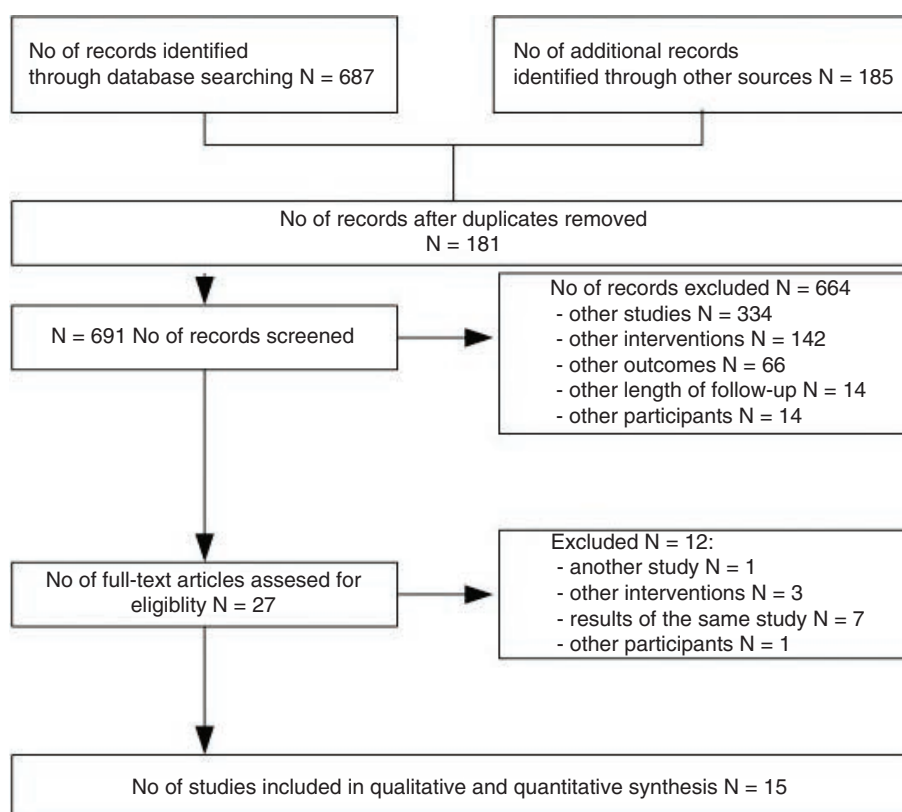 No of records identified
through database searching N = 687
No of additional records
identified through other sources N = 185
No of records after duplicates removed
N = 181
N = 691 No of records screened
No of records excluded N = 664
- other studies N = 334
- other interventions N = 142
- other outcomes N = 66
- other length of follow-up N = 14
- other participants N = 14
No of full-text articles assesed for
eligiblity N = 27
Excluded N = 12:
- another study N = 1
- other interventions N = 3
- results of the same study N = 7
- other participants N = 1
No of studies included in qualitative and quantitative synthesis N = 15